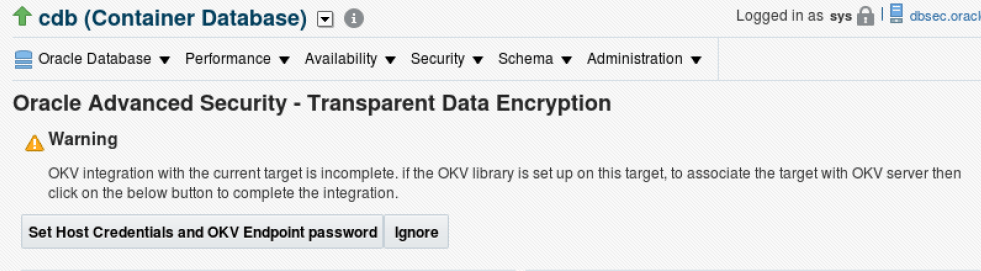 cdb (Container Database)
Logged in as sys dbsec.orac
Oracle Database Performance Availability Security Schema Administration
Oracle Advanced Security - Transparent Data Encryption
Warning
OKV integration with the current target is incomplete. if the OKV library is set up on this target, to associate the target with OKV server then
click on the below button to complete the integration.
Set Host Credentials and OKV Endpoint password Ignore